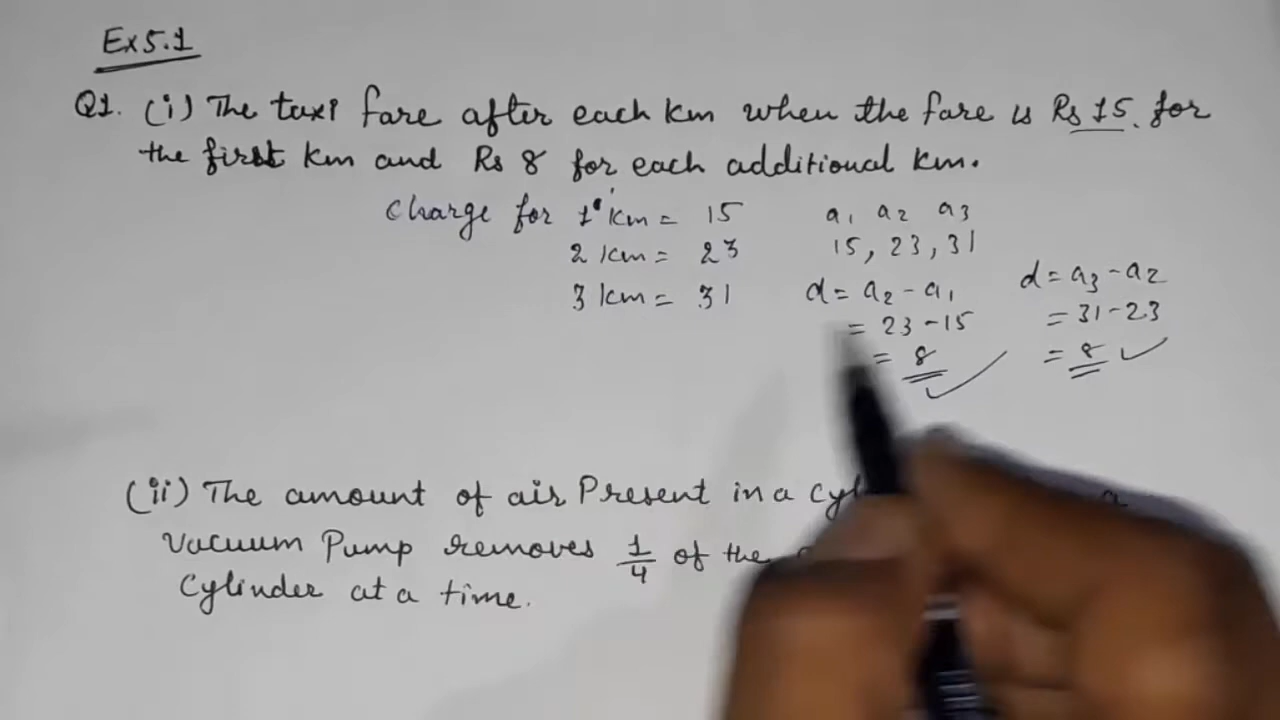 Ex5.1
Q1. (i) The taxi fare after each Km when the fare is Rs 15. for
the first Km and Rs 8 for each additional Km.
Charge for 1 Km = 15
2 Km = 23
3 Km = 31
a1 a2 a3
15, 23, 31
d = a2 - a1
= 23 - 15
= 8
d = a3 - a2
= 31 - 23
= 8
(ii) The amount of air Present in a a
Vacuum Pump removes 1/4 of the
Cylinder at a time.